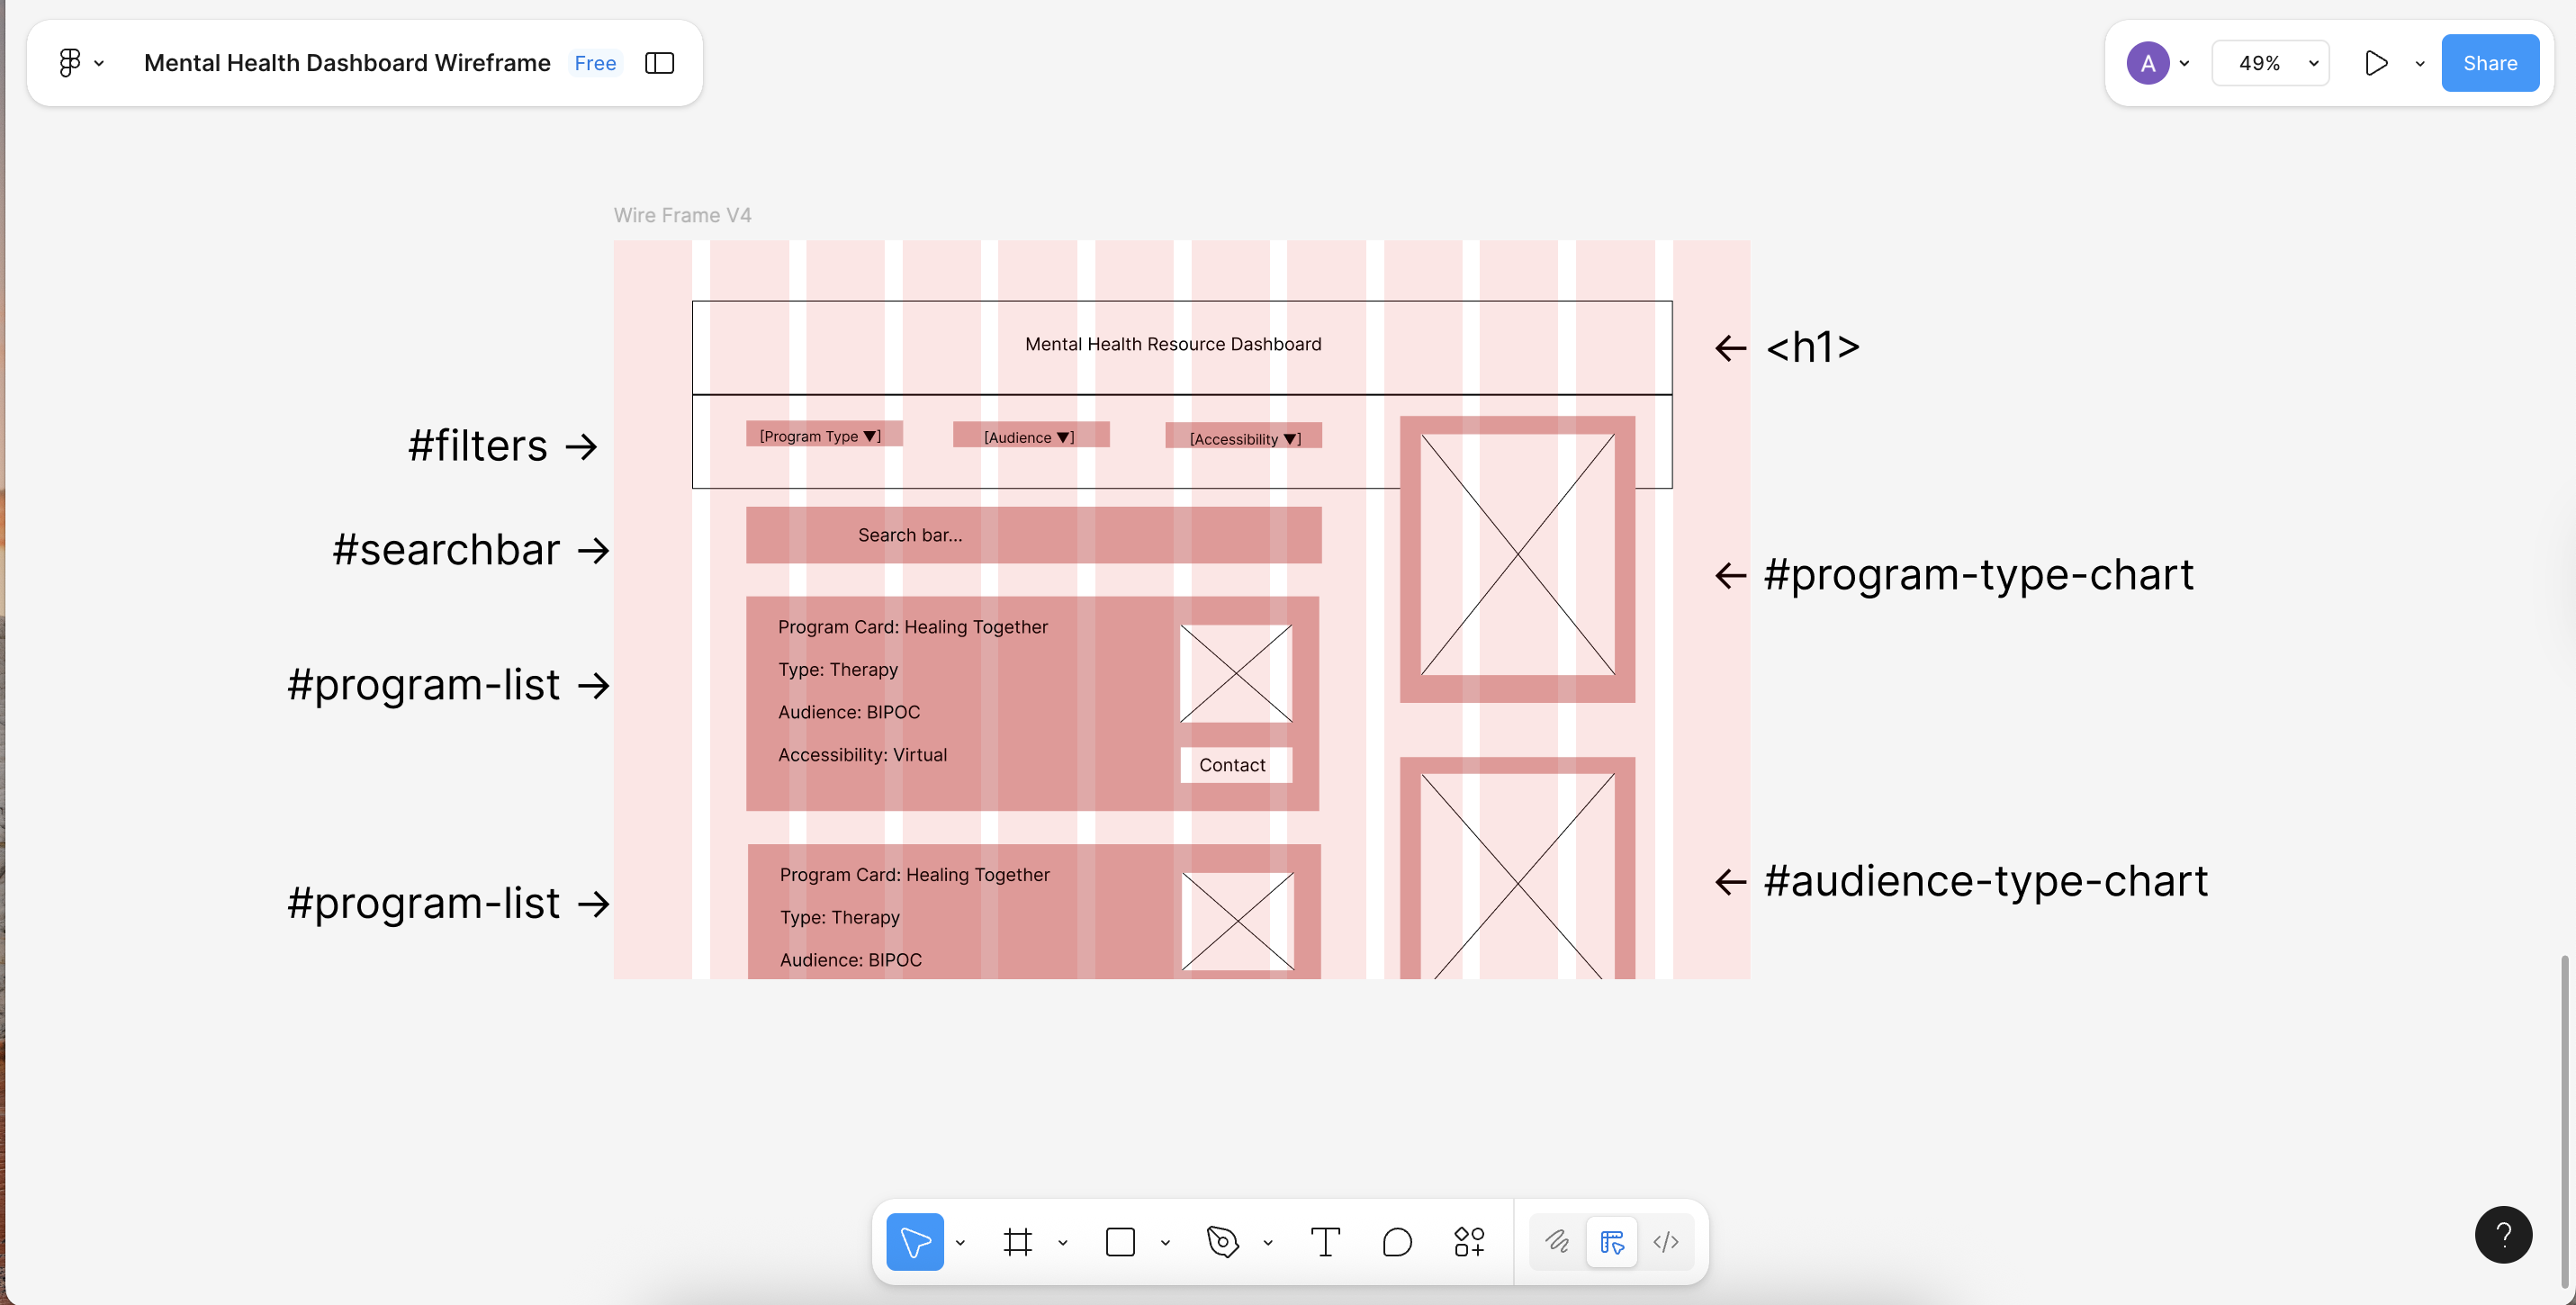 Mental Health Dashboard Wireframe Free
A 49% Share
Wire Frame V4
Mental Health Resource Dashboard
← <h1>
#filters →
[Program Type ▼] [Audience ▼] [Accessibility ▼]
#searchbar →
Search bar...
← #program-type-chart
#program-list →
Program Card: Healing Together
Type: Therapy
Audience: BIPOC
Accessibility: Virtual
Contact
#program-list →
Program Card: Healing Together
Type: Therapy
Audience: BIPOC
← #audience-type-chart
?